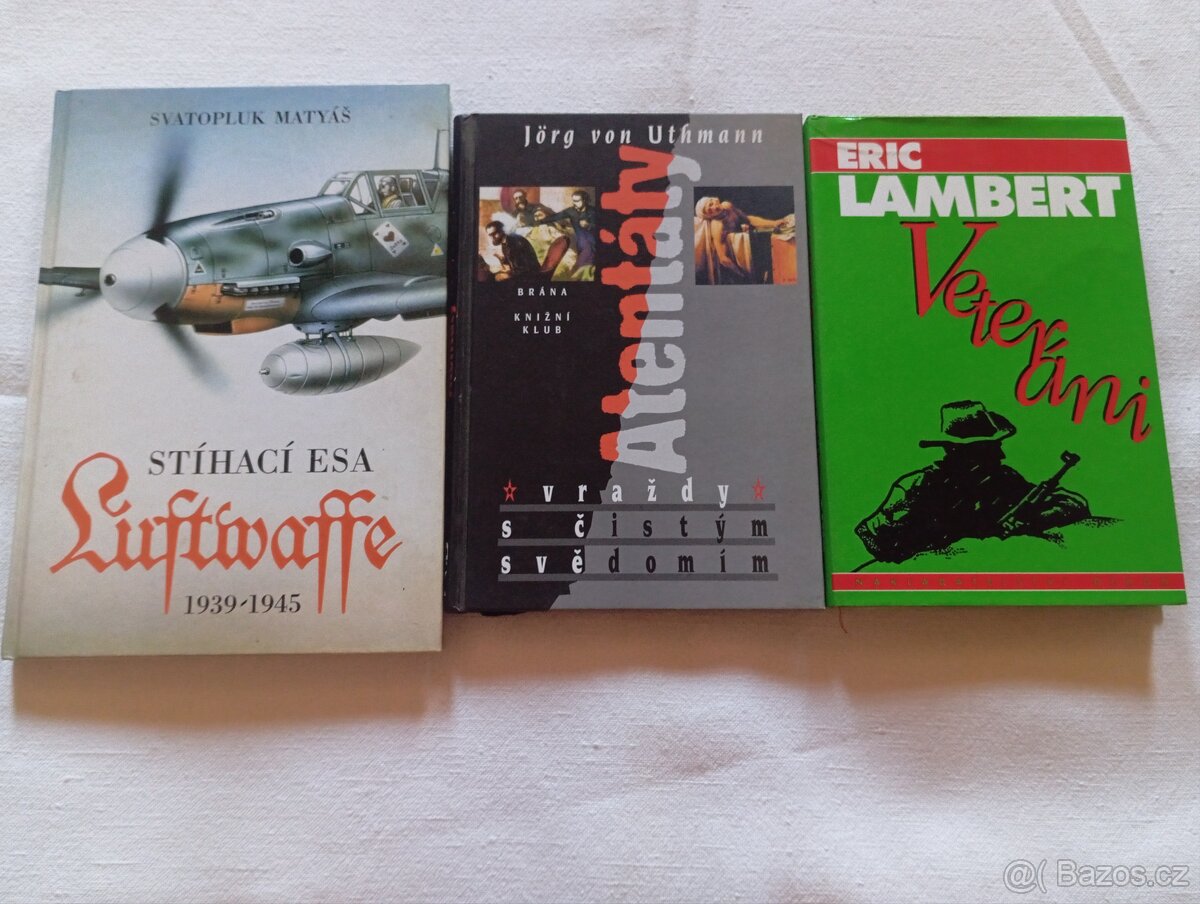 SVATOPLUK MATYÁŠ
STÍHACÍ ESA
Luftwaffe
1939-1945
Jörg von Uthmann
Atentáty
BRÁNA
KNIŽNÍ
KLUB
vraždy
s čistým
svědomím
ERIC
LAMBERT
Veteráni
@( Bazos.cz